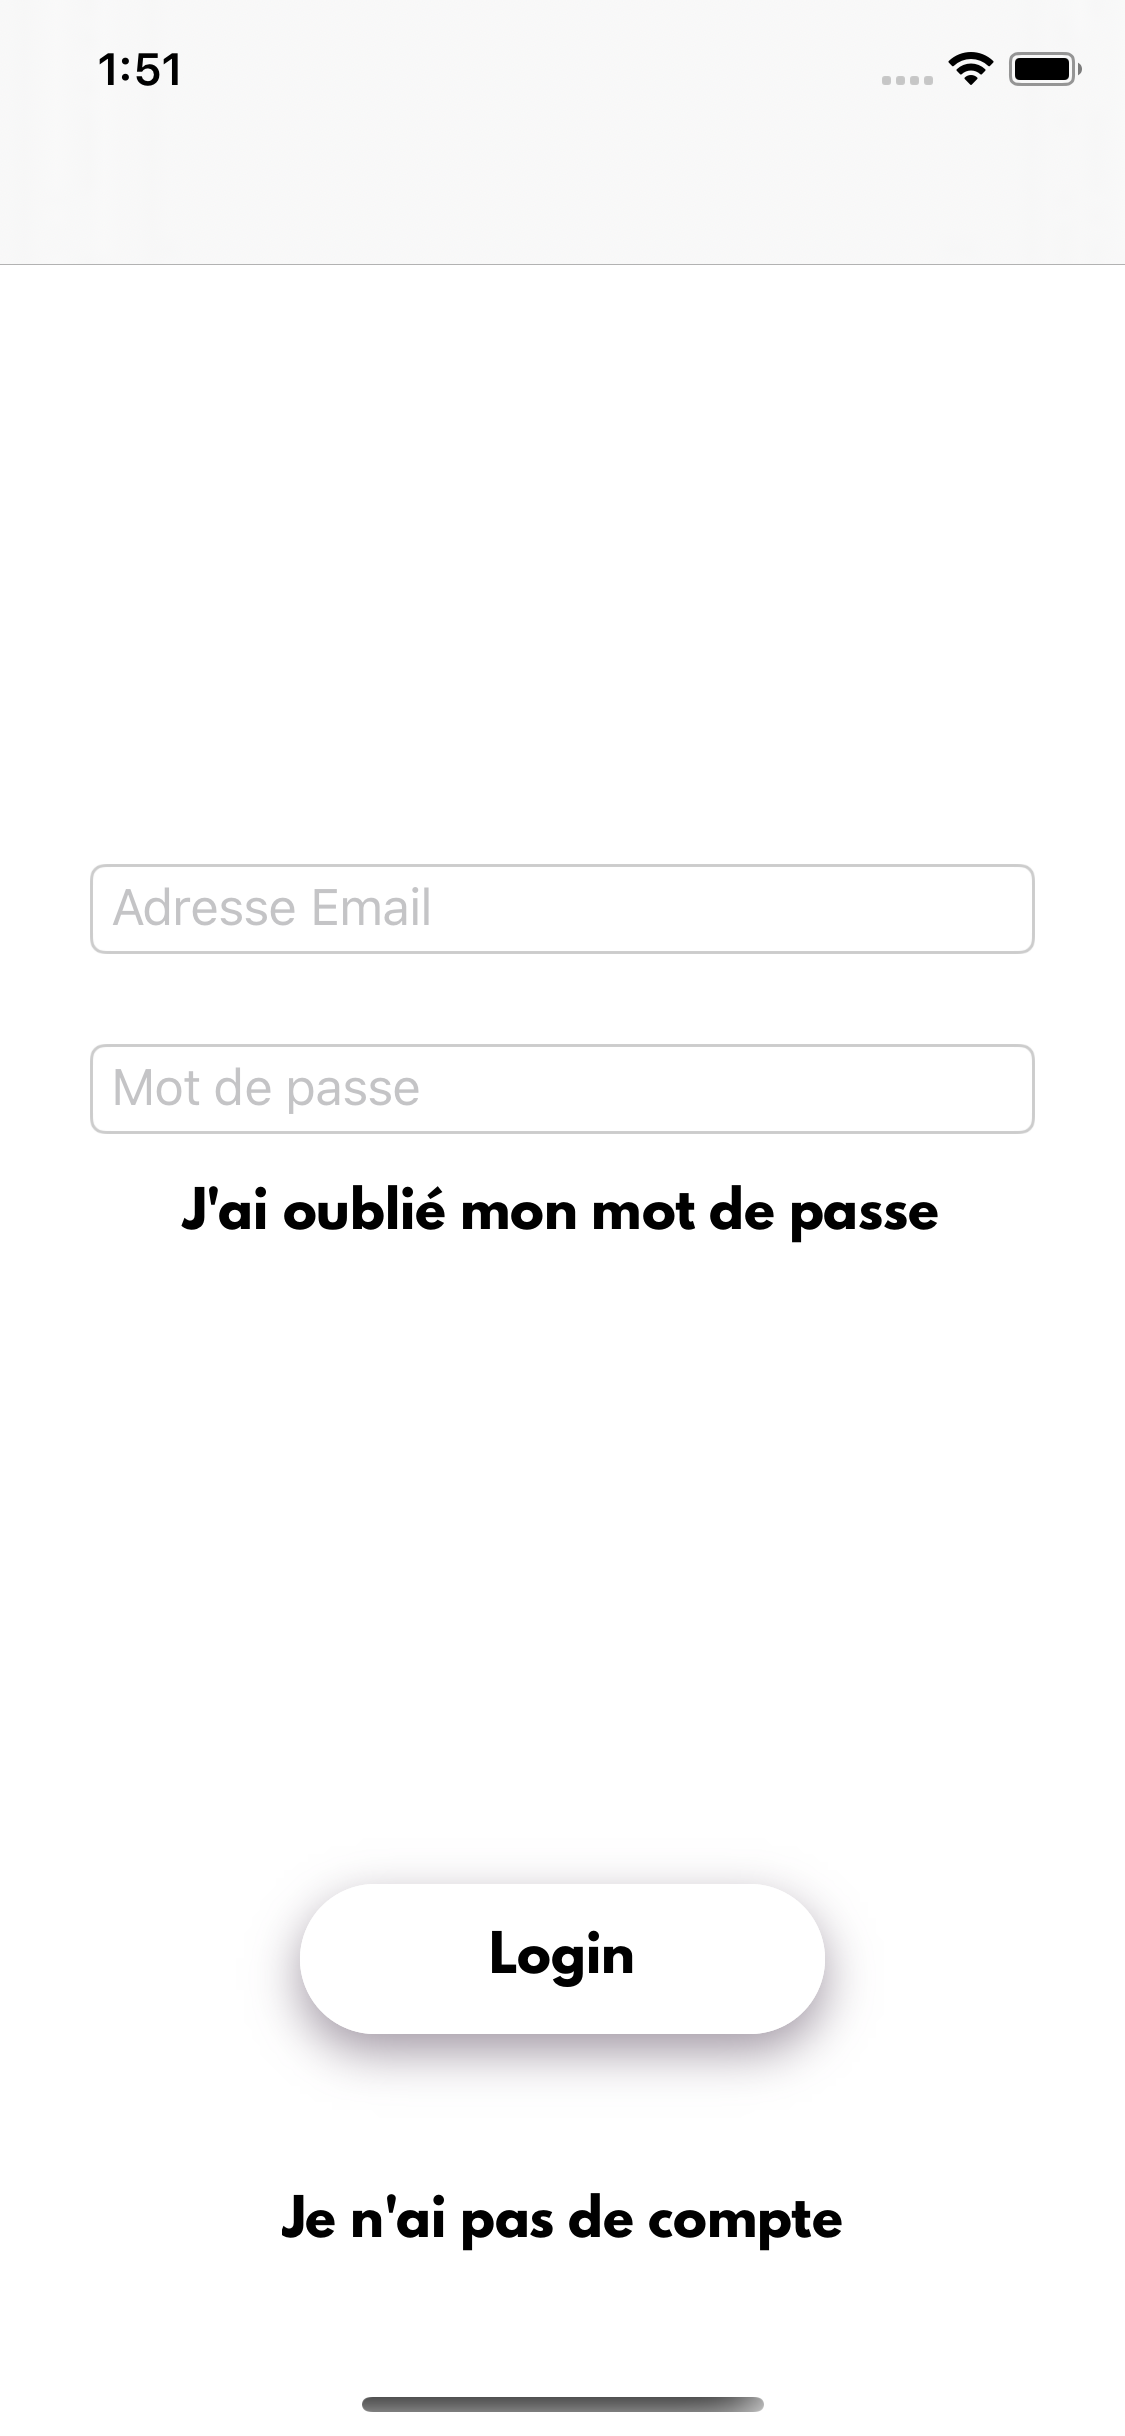 1:51
Adresse Email
Mot de passe
J'ai oublié mon mot de passe
Login
Je n'ai pas de compte